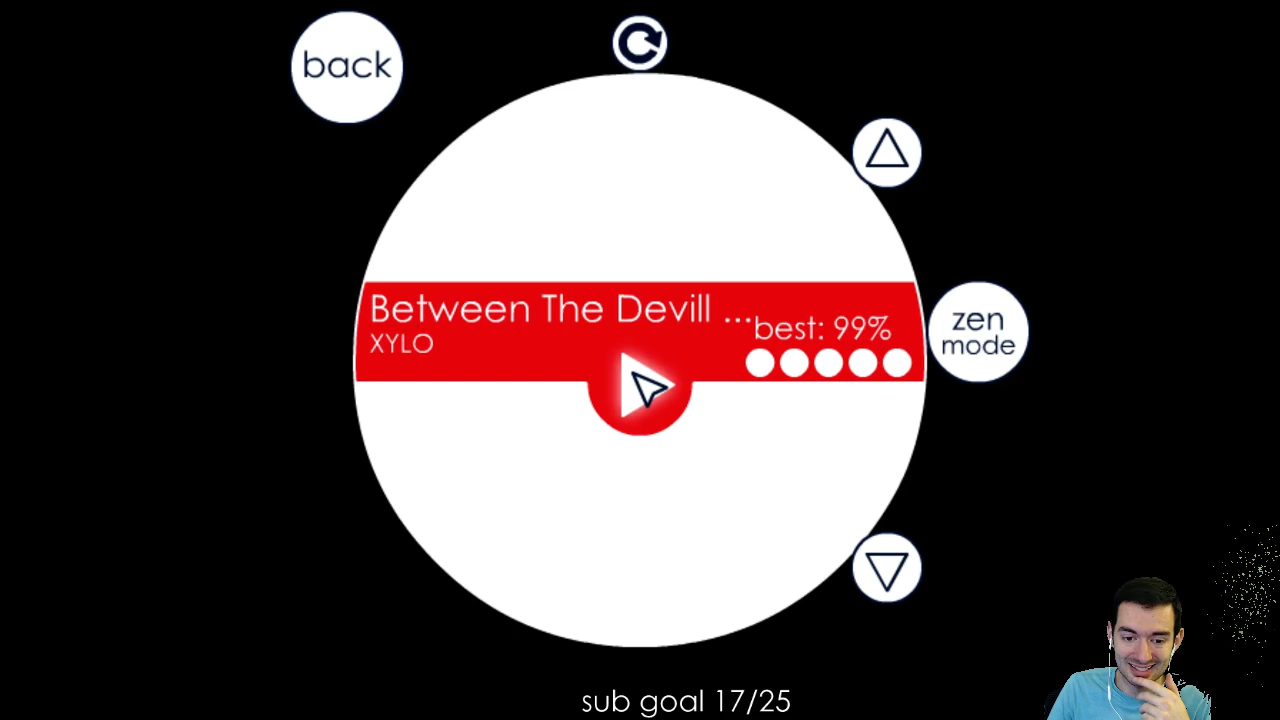 back
Between The Devill ...
XYLO
best: 99%
zen
mode
sub goal 17/25